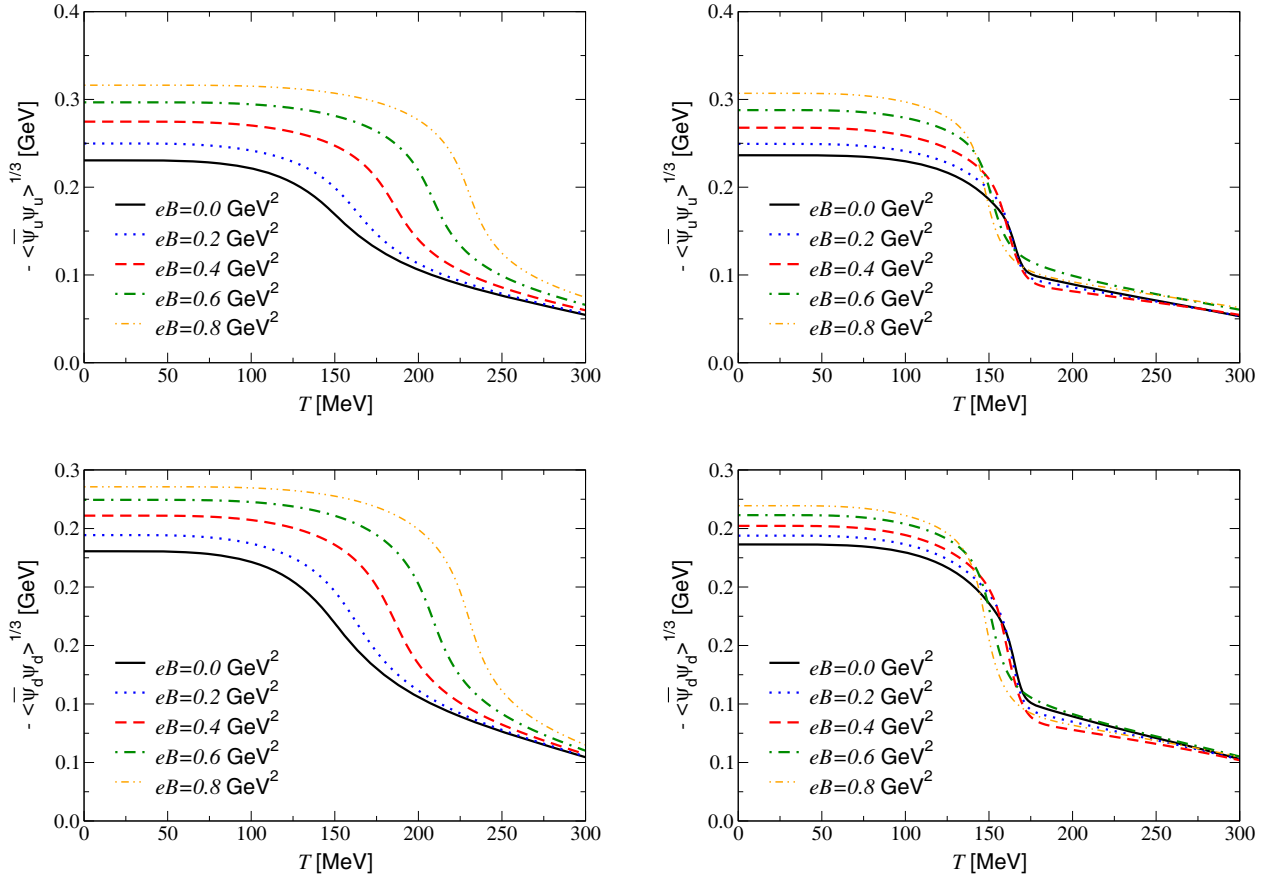 0.4
0.3
0.2
0.1
0.0
- <ψ̅_u ψ_u>^1/3 [GeV]
eB=0.0 GeV²
eB=0.2 GeV²
eB=0.4 GeV²
eB=0.6 GeV²
eB=0.8 GeV²
0 50 100 150 200 250 300
T [MeV]
0.4
0.3
0.2
0.1
0.0
- <ψ̅_u ψ_u>^1/3 [GeV]
eB=0.0 GeV²
eB=0.2 GeV²
eB=0.4 GeV²
eB=0.6 GeV²
eB=0.8 GeV²
0 50 100 150 200 250 300
T [MeV]
0.3
0.2
0.2
0.2
0.1
0.1
0.0
- <ψ̅_d ψ_d>^1/3 [GeV]
eB=0.0 GeV²
eB=0.2 GeV²
eB=0.4 GeV²
eB=0.6 GeV²
eB=0.8 GeV²
0 50 100 150 200 250 300
T [MeV]
0.3
0.2
0.2
0.2
0.1
0.1
0.0
- <ψ̅_d ψ_d>^1/3 [GeV]
eB=0.0 GeV²
eB=0.2 GeV²
eB=0.4 GeV²
eB=0.6 GeV²
eB=0.8 GeV²
0 50 100 150 200 250 300
T [MeV]